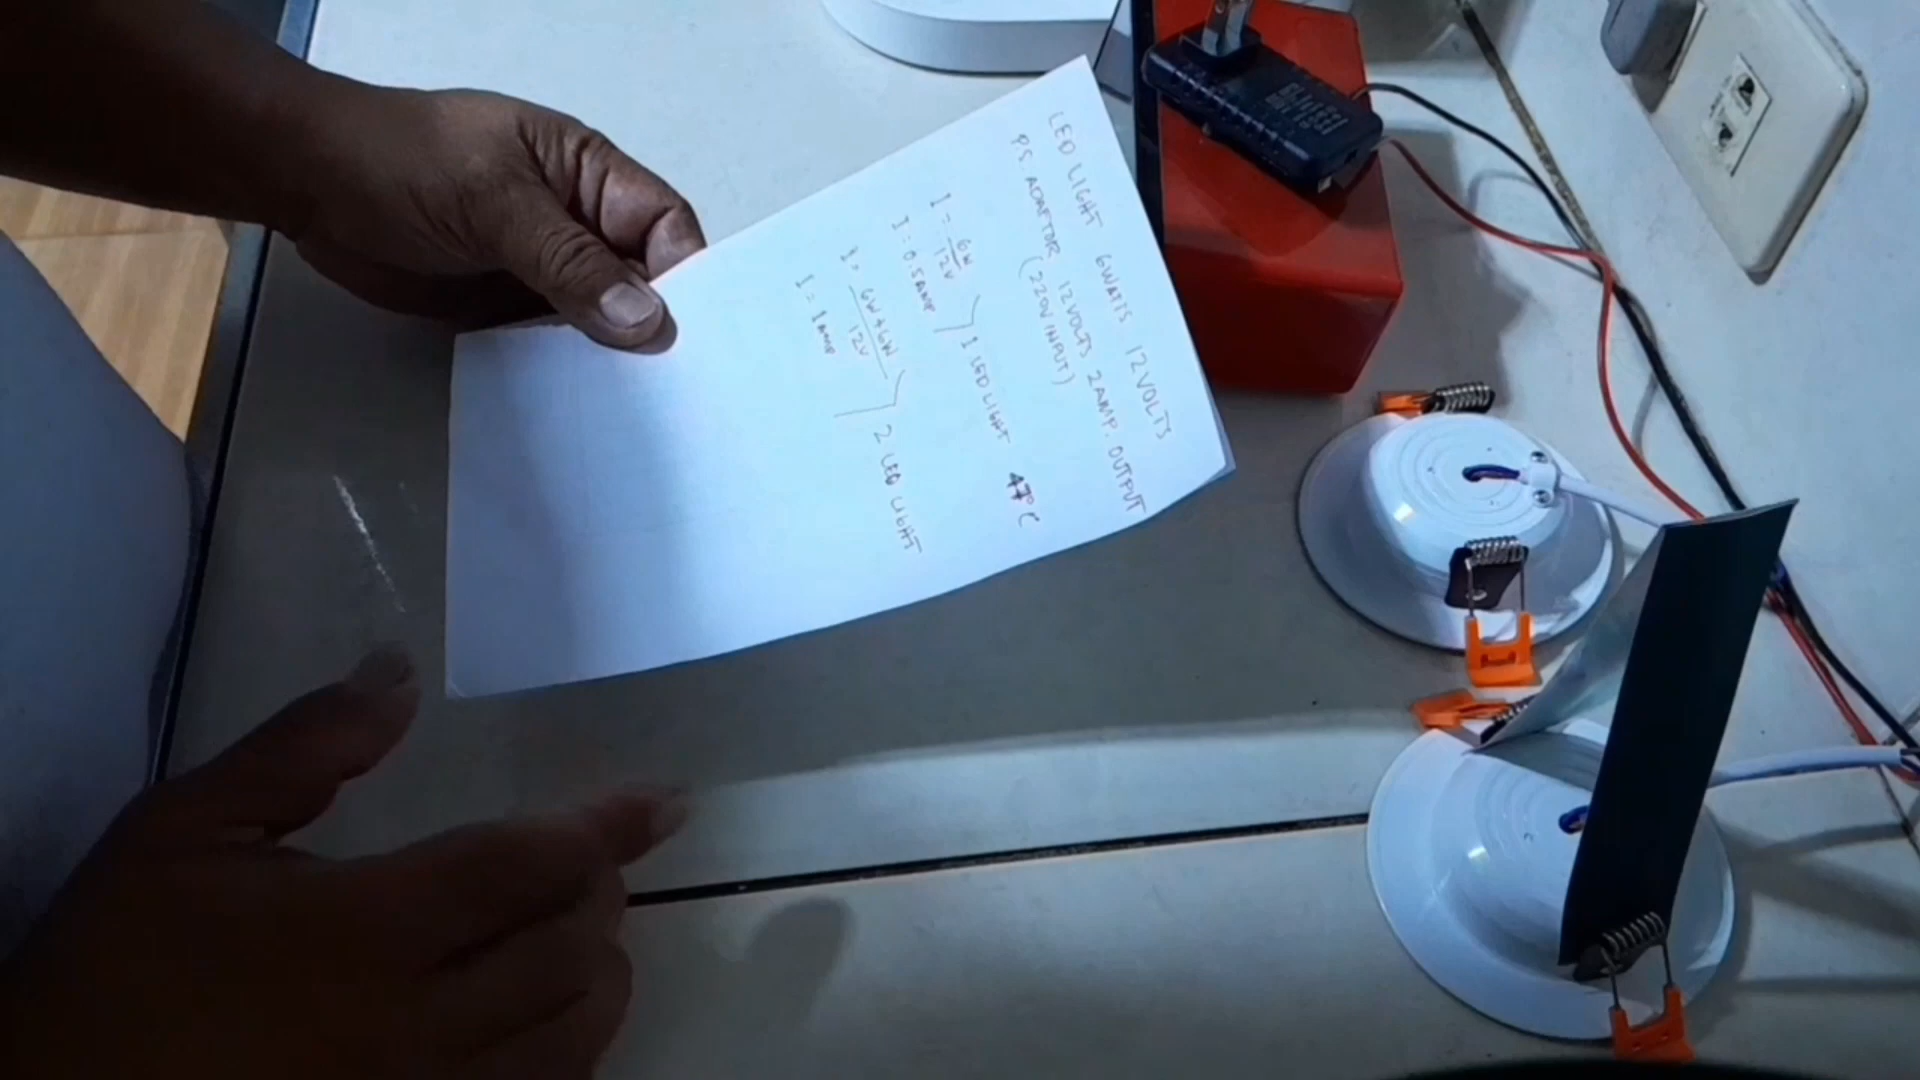 LED LIGHT 6WATTS 12VOLTS
P.S. ADAPTOR 12VOLTS 2AMP. OUTPUT
(220V INPUT)
I = 6W
12V
I = 0.5AMP
1 LED LIGHT 47°C
I = 6W+6W
12V
I = 1AMP
2 LED LIGHT